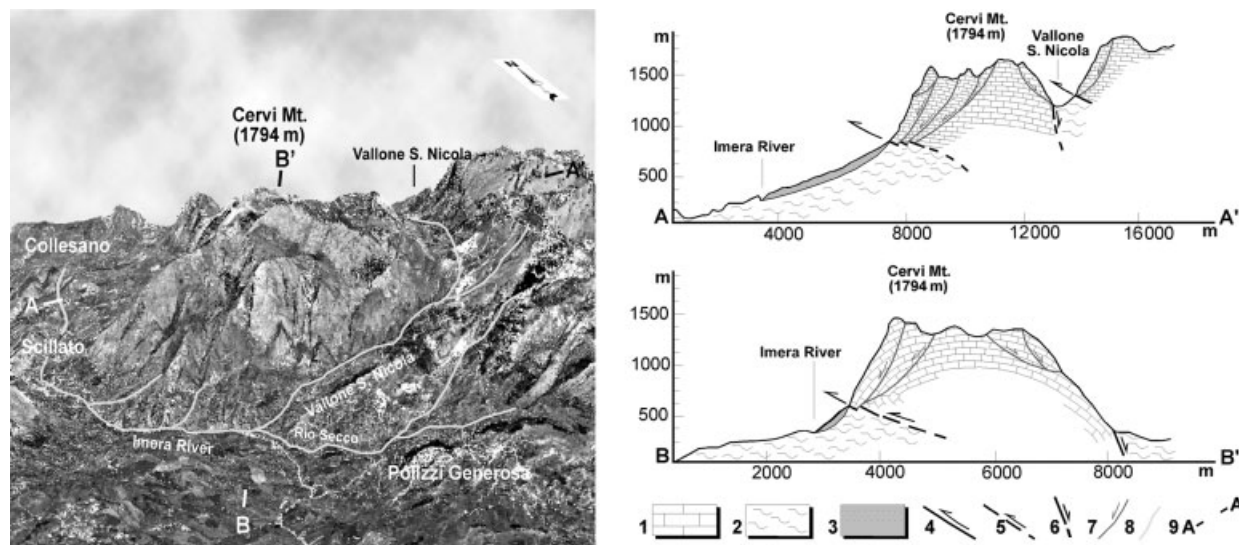 N
Cervi Mt.
(1794 m)
B'
Vallone S. Nicola
A'
Collesano
A
Scillato
Vallone S. Nicola
Imera River
Rio Secco
Polizzi Generosa
B
m
Cervi Mt.
(1794 m)
Vallone
S. Nicola
1500
1000
Imera River
500
A
A'
4000
8000
12000
16000
m
m
Cervi Mt.
(1794 m)
1500
1000
Imera River
500
B
B'
2000
4000
6000
8000
m
1
2
3
4
5
6
7
8
9
A
A